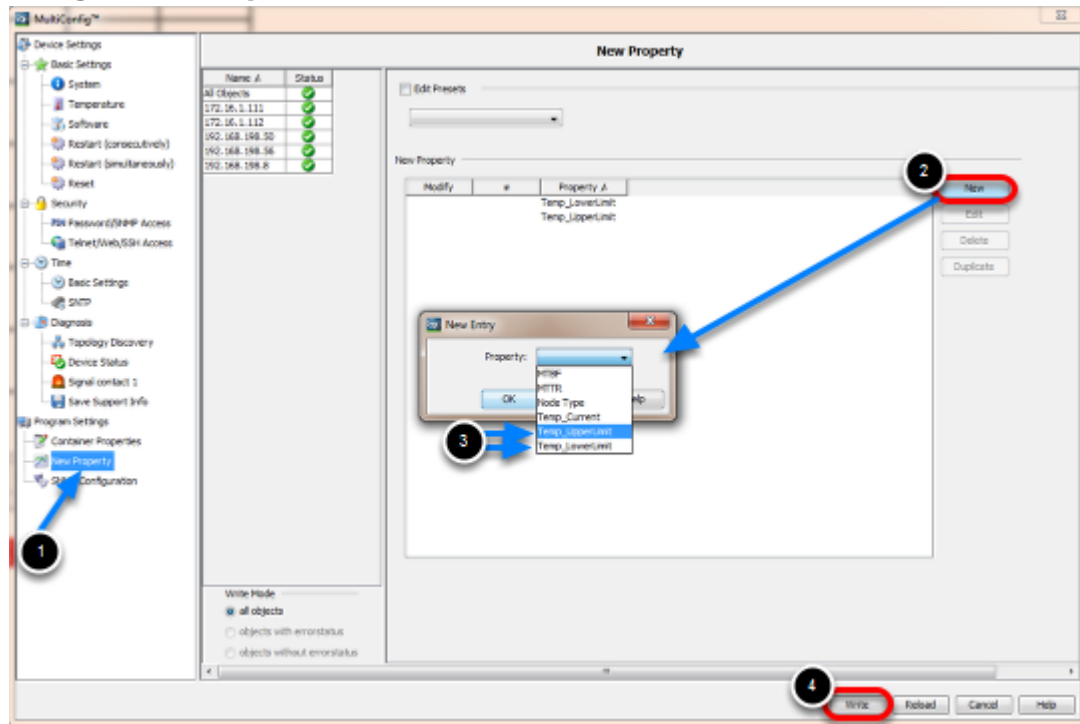 MultiConfig™
Device Settings
Basic Settings
System
Temperature
Software
Restart (consecutively)
Restart (simultaneously)
Reset
Security
Password/SNMP Access
Telnet/Web/SSH Access
Time
Basic Settings
SNTP
Diagnosis
Topology Discovery
Device Status
Signal contact 1
Save Support Info
Program Settings
Container Properties
New Property
Configuration
1
Name Status
All Objects
172.16.1.111
172.16.1.112
192.168.198.50
192.168.198.56
192.168.198.8
Write Mode
all objects
objects with errorstatus
objects without errorstatus
New Property
Edit Presets
New Property
Modify # Property
Temp_LowerLimit
Temp_UpperLimit
2
New
Edit
Delete
Duplicate
New Entry
Property:
MTBF
MTTR
Node Type
Temp_Current
Temp_UpperLimit
Temp_LowerLimit
OK
3
4
Write Reload Cancel Help